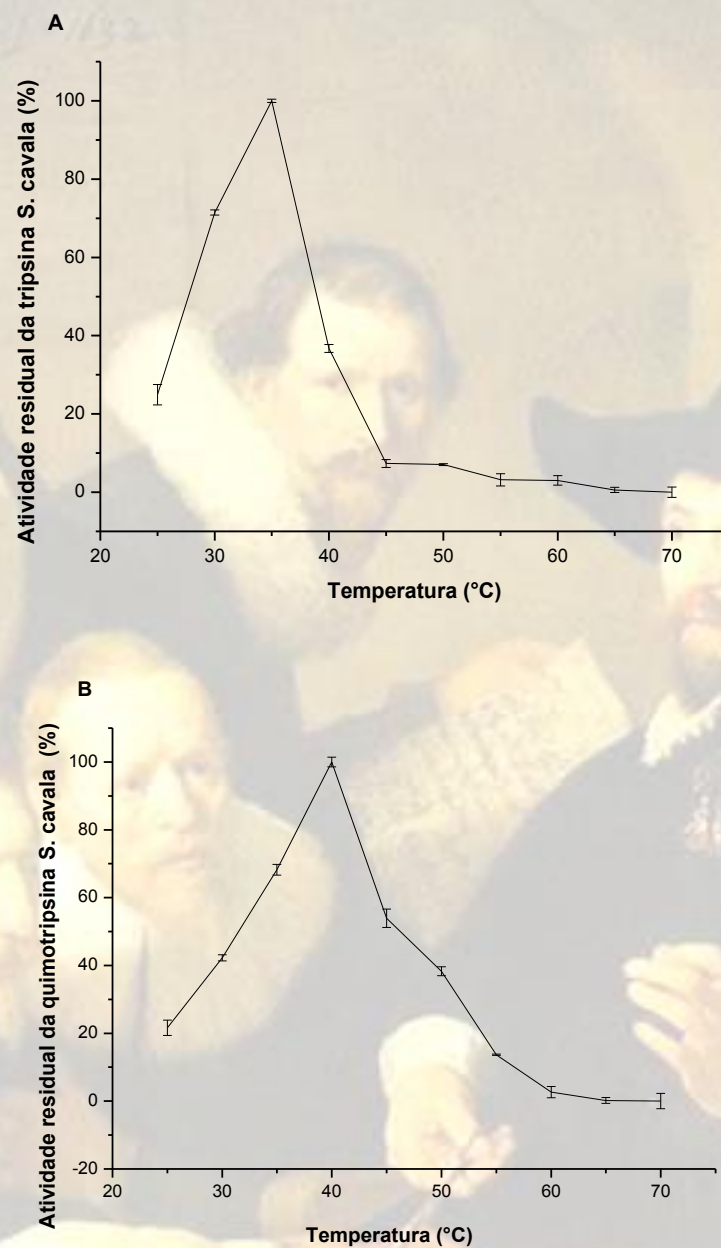 A
Atividade residual da tripsina S. cavala (%)
100
80
60
40
20
0
20 30 40 50 60 70
Temperatura (°C)
B
Atividade residual da quimotripsina S. cavala (%)
100
80
60
40
20
0
-20
20 30 40 50 60 70
Temperatura (°C)